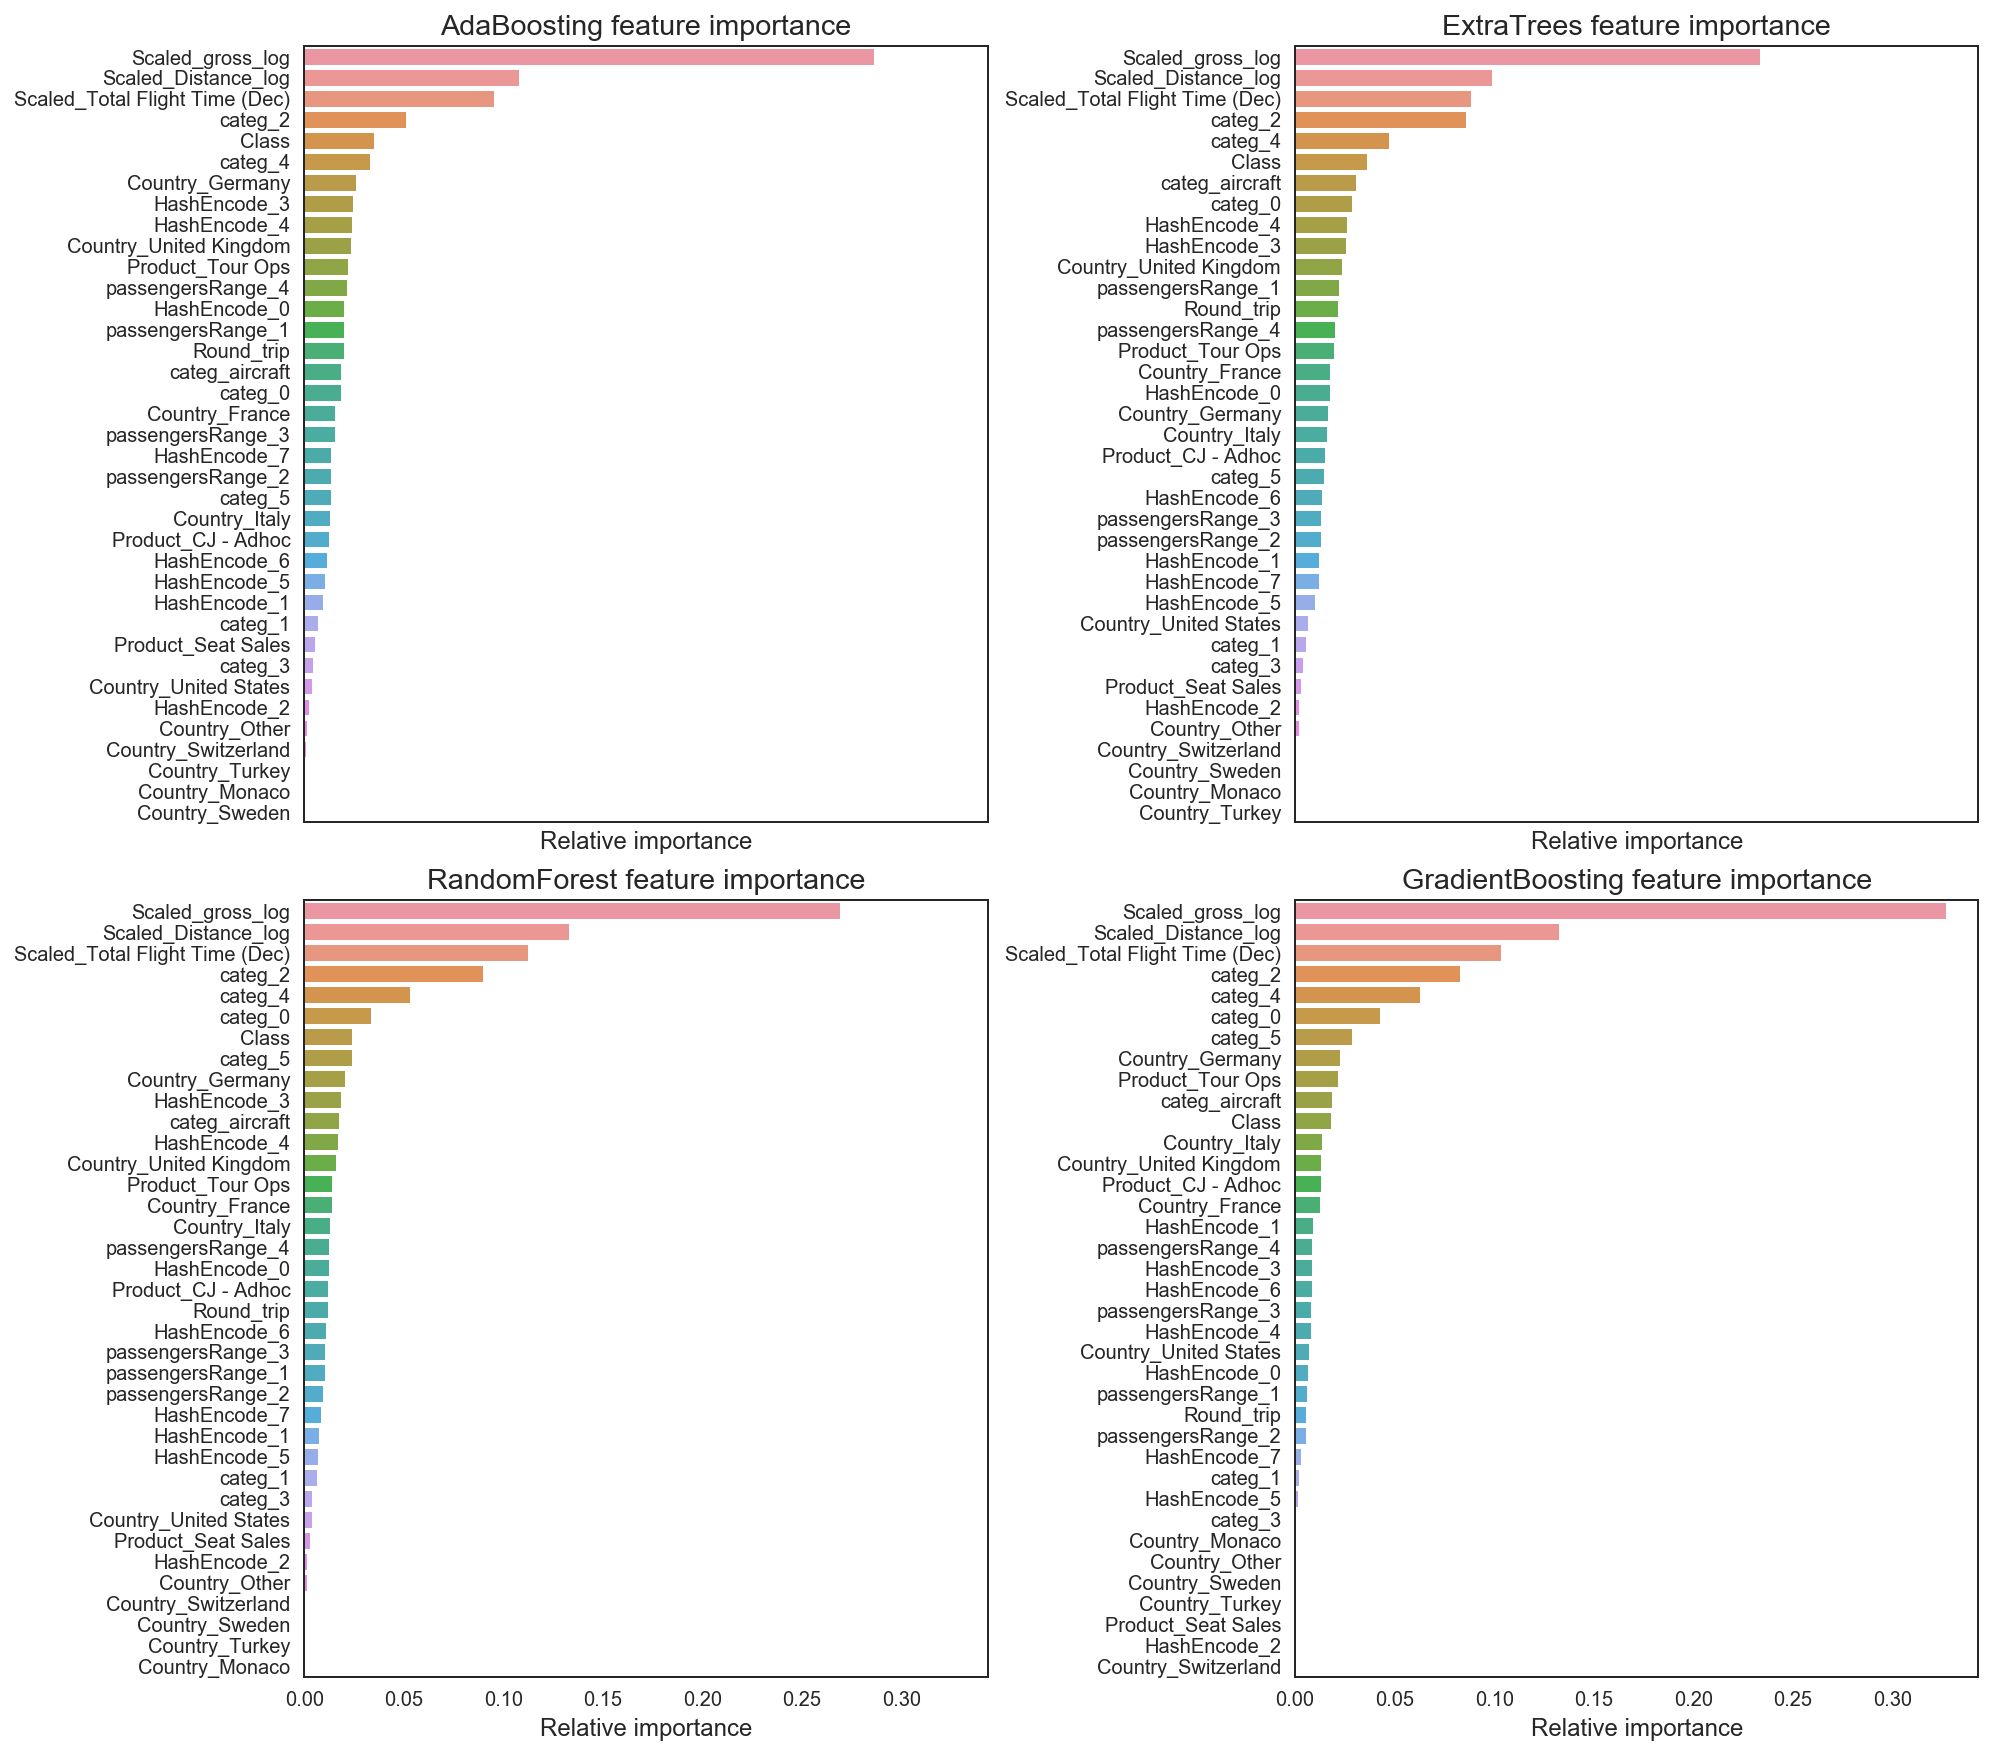 AdaBoosting feature importance
Scaled_gross_log
Scaled_Distance_log
Scaled_Total Flight Time (Dec)
categ_2
Class
categ_4
Country_Germany
HashEncode_3
HashEncode_4
Country_United Kingdom
Product_Tour Ops
passengersRange_4
HashEncode_0
passengersRange_1
Round_trip
categ_aircraft
categ_0
Country_France
passengersRange_3
HashEncode_7
passengersRange_2
categ_5
Country_Italy
Product_CJ - Adhoc
HashEncode_6
HashEncode_5
HashEncode_1
categ_1
Product_Seat Sales
categ_3
Country_United States
HashEncode_2
Country_Other
Country_Switzerland
Country_Turkey
Country_Monaco
Country_Sweden
Relative importance
ExtraTrees feature importance
Scaled_gross_log
Scaled_Distance_log
Scaled_Total Flight Time (Dec)
categ_2
categ_4
Class
categ_aircraft
categ_0
HashEncode_4
HashEncode_3
Country_United Kingdom
passengersRange_1
Round_trip
passengersRange_4
Product_Tour Ops
Country_France
HashEncode_0
Country_Germany
Country_Italy
Product_CJ - Adhoc
categ_5
HashEncode_6
passengersRange_3
passengersRange_2
HashEncode_1
HashEncode_7
HashEncode_5
Country_United States
categ_1
categ_3
Product_Seat Sales
HashEncode_2
Country_Other
Country_Switzerland
Country_Sweden
Country_Monaco
Country_Turkey
Relative importance
RandomForest feature importance
Scaled_gross_log
Scaled_Distance_log
Scaled_Total Flight Time (Dec)
categ_2
categ_4
categ_0
Class
categ_5
Country_Germany
HashEncode_3
categ_aircraft
HashEncode_4
Country_United Kingdom
Product_Tour Ops
Country_France
Country_Italy
passengersRange_4
HashEncode_0
Product_CJ - Adhoc
Round_trip
HashEncode_6
passengersRange_3
passengersRange_1
passengersRange_2
HashEncode_7
HashEncode_1
HashEncode_5
categ_1
categ_3
Country_United States
Product_Seat Sales
HashEncode_2
Country_Other
Country_Switzerland
Country_Sweden
Country_Turkey
Country_Monaco
0.00 0.05 0.10 0.15 0.20 0.25 0.30
Relative importance
GradientBoosting feature importance
Scaled_gross_log
Scaled_Distance_log
Scaled_Total Flight Time (Dec)
categ_2
categ_4
categ_0
categ_5
Country_Germany
Product_Tour Ops
categ_aircraft
Class
Country_Italy
Country_United Kingdom
Product_CJ - Adhoc
Country_France
HashEncode_1
passengersRange_4
HashEncode_3
HashEncode_6
passengersRange_3
HashEncode_4
Country_United States
HashEncode_0
passengersRange_1
Round_trip
passengersRange_2
HashEncode_7
categ_1
HashEncode_5
categ_3
Country_Monaco
Country_Other
Country_Sweden
Country_Turkey
Product_Seat Sales
HashEncode_2
Country_Switzerland
0.00 0.05 0.10 0.15 0.20 0.25 0.30
Relative importance